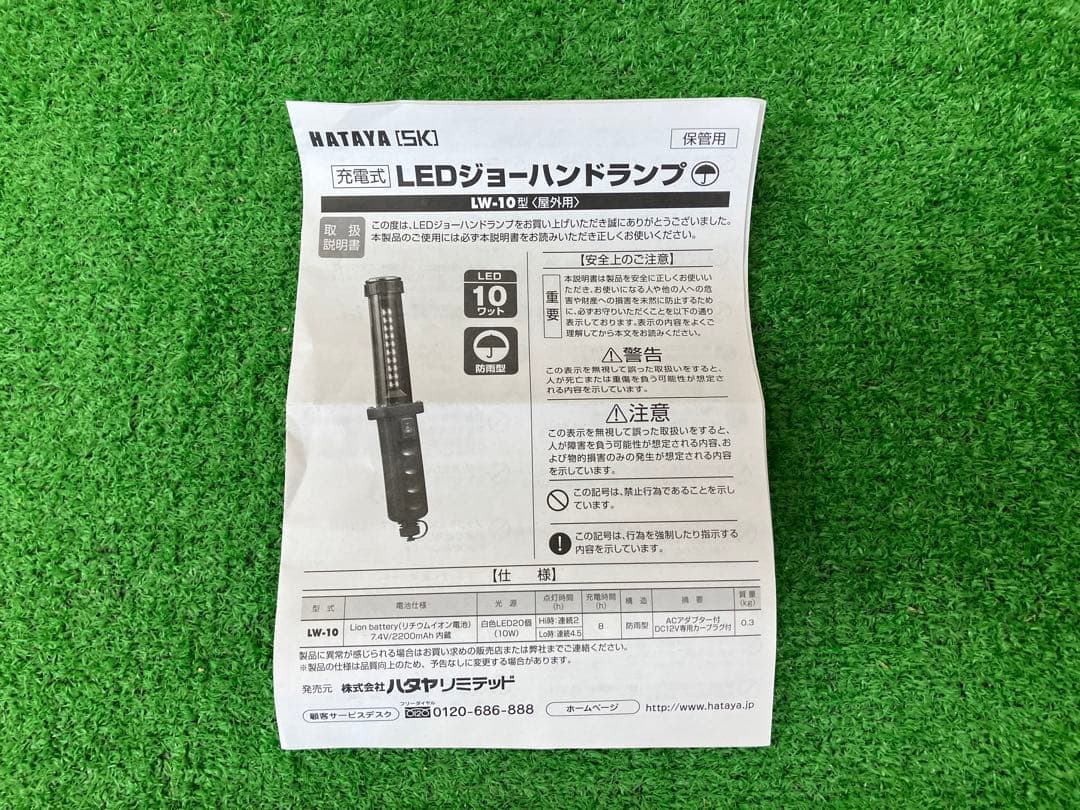 HATAYA [SK]
保管用
充電式 LEDジョーハンドランプ
LW-10型〈屋外用〉
取扱説明書
この度は、LEDジョーハンドランプをお買い上げいただき誠にありがとうございました。
本製品のご使用には必ず本説明書をお読みいただき正しくお使いください。
LED
10
ワット
防雨型
【安全上のご注意】
重要
本説明書は製品を安全に正しくお使いい
ただき、お使いになる人や他の人への危
害や財産への損害を未然に防止するため
に、必ずお守りいただくことを以下の通り
表示しております。表示の内容をよくご
理解してから本文をお読みください。
⚠警告
この表示を無視して誤った取扱いをすると、
人が死亡または重傷を負う可能性が想定さ
れる内容を示しています。
⚠注意
この表示を無視して誤った取扱いをすると、
人が障害を負う可能性が想定される内容、お
よび物的損害のみの発生が想定される内容
を示しています。
この記号は、禁止行為であることを示し
ています。
この記号は、行為を強制したり指示する
内容を示しています。
【仕 様】
型式 電池仕様 光源 点灯時間(h) 充電時間(h) 構造 摘要 質量(kg)
LW-10 Lion battery(リチウムイオン電池) 7.4V/2200mAh 内蔵 白色LED20個(10W) Hi時:連続2 Lo時:連続4.5 8 防雨型 ACアダプター付 DC12V専用カープラグ付 0.3
製品に異常が感じられる場合はお買い求めの販売店または弊社までご連絡ください。
※製品の仕様は品質向上のため、予告なしに変更する場合があります。
発売元 株式会社ハタヤリミテッド
顧客サービスデスク フリーダイヤル 0120-686-888 ホームページ http://www.hataya.jp